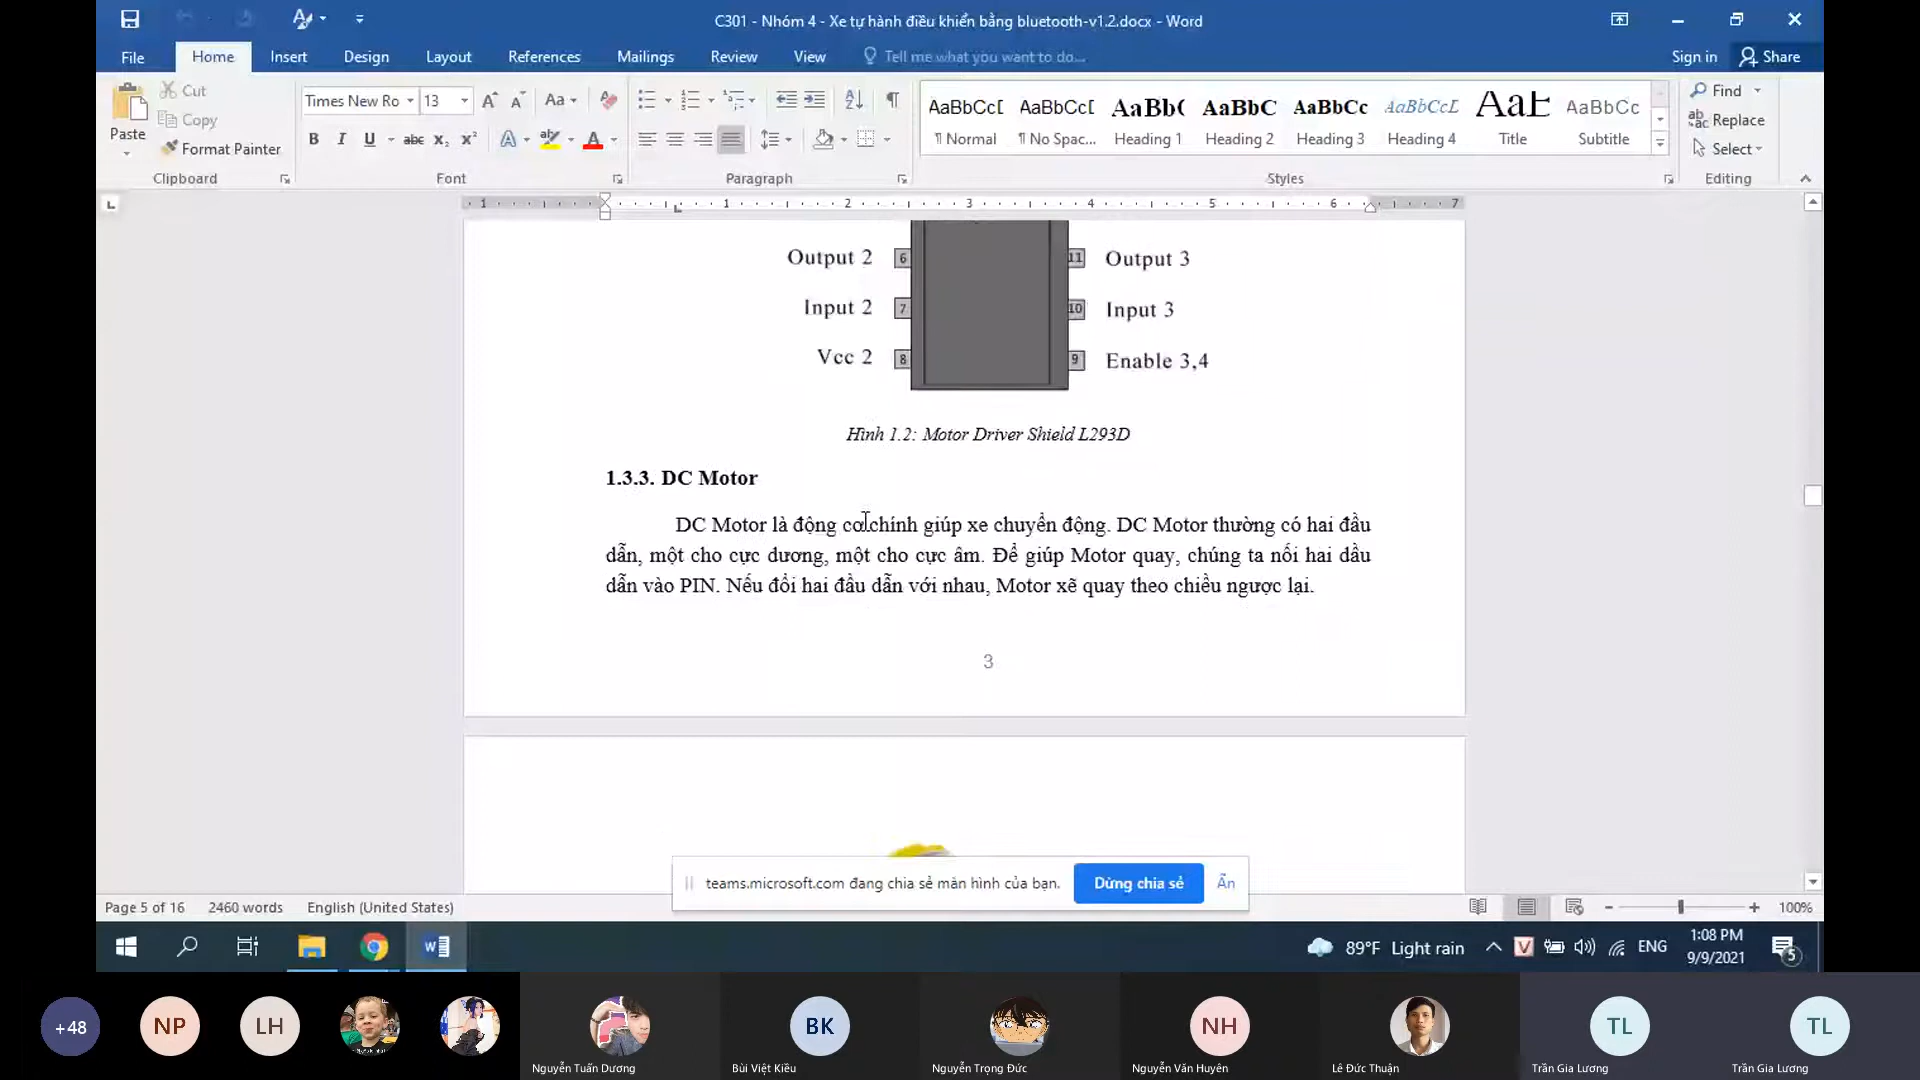 C301 - Nhóm 4 - Xe tự hành điều khiển bằng bluetooth-v1.2.docx - Word
File Home Insert Design Layout References Mailings Review View Tell me what you want to do... Sign in Share
Paste
Cut
Copy
Format Painter
Clipboard
Times New Ro 13
Font
Paragraph
AaBbCcI AaBbCcI AaBb( AaBbC AaBbCc AaBbCcL AaE AaBbCc
¶ Normal ¶ No Spac... Heading 1 Heading 2 Heading 3 Heading 4 Title Subtitle
Styles
Find
Replace
Select
Editing
1 1 2 3 4 5 6 7
Output 2 6 11 Output 3
Input 2 7 10 Input 3
Vcc 2 8 9 Enable 3,4
Hình 1.2: Motor Driver Shield L293D
1.3.3. DC Motor
DC Motor là động cơ chính giúp xe chuyển động. DC Motor thường có hai đầu
dẫn, một cho cực dương, một cho cực âm. Để giúp Motor quay, chúng ta nối hai đầu
dẫn vào PIN. Nếu đổi hai đầu dẫn với nhau, Motor xẽ quay theo chiều ngược lại.
3
teams.microsoft.com đang chia sẻ màn hình của bạn. Dừng chia sẻ Ẩn
Page 5 of 16 2460 words English (United States) 100%
89°F Light rain ENG 1:08 PM
9/9/2021 5
+48 NP LH BK NH TL TL
Nguyễn Tuấn Dương Bùi Việt Kiều Nguyễn Trọng Đức Nguyễn Văn Huyên Lê Đức Thuận Trần Gia Lương Trần Gia Lương